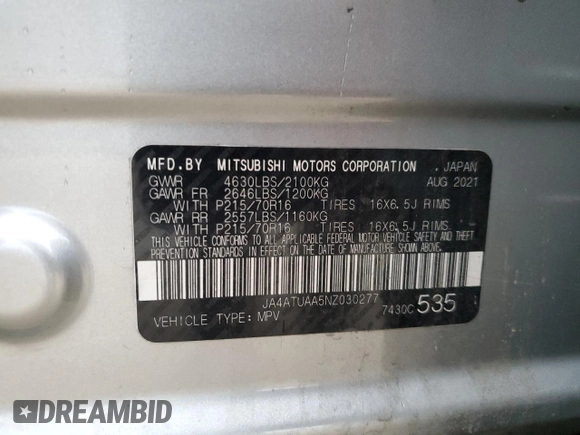 MFD.BY MITSUBISHI MOTORS CORPORATION . JAPAN
GVWR 4630LBS/2100KG AUG 2021
GAWR FR 2646LBS/1200KG
WITH P215/70R16 TIRES 16X6.5J RIMS
GAWR RR 2557LBS/1160KG
WITH P215/70R16 TIRES 16X6.5J RIMS
THIS VEHICLE CONFORMS TO ALL APPLICABLE FEDERAL MOTOR VEHICLE SAFETY, BUMPER, AND THEFT
PREVENTION STANDARDS IN EFFECT ON THE DATE OF MANUFACTURE SHOWN ABOVE.
JA4ATUAA5NZ030277
VEHICLE TYPE: MPV 7430C 535
DREAMBID